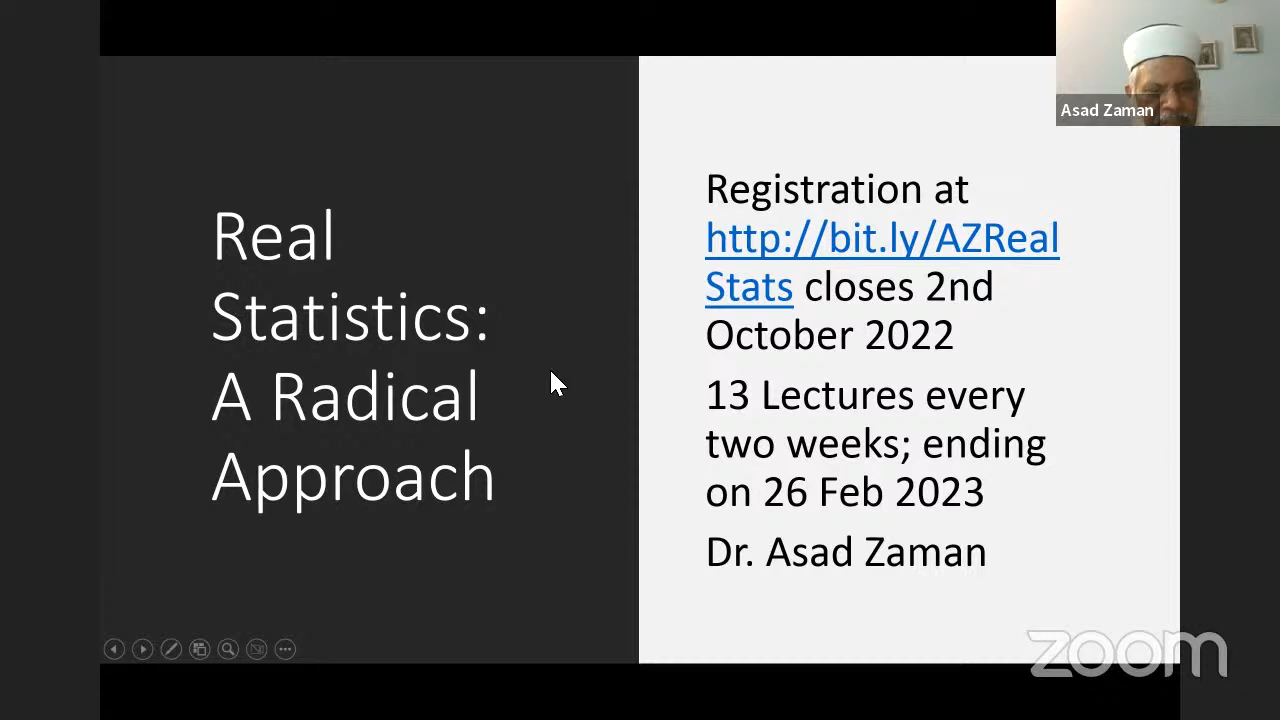 Real
Statistics:
A Radical
Approach
Registration at
http://bit.ly/AZReal
Stats closes 2nd
October 2022
13 Lectures every
two weeks; ending
on 26 Feb 2023
Dr. Asad Zaman
Asad Zaman
zoom